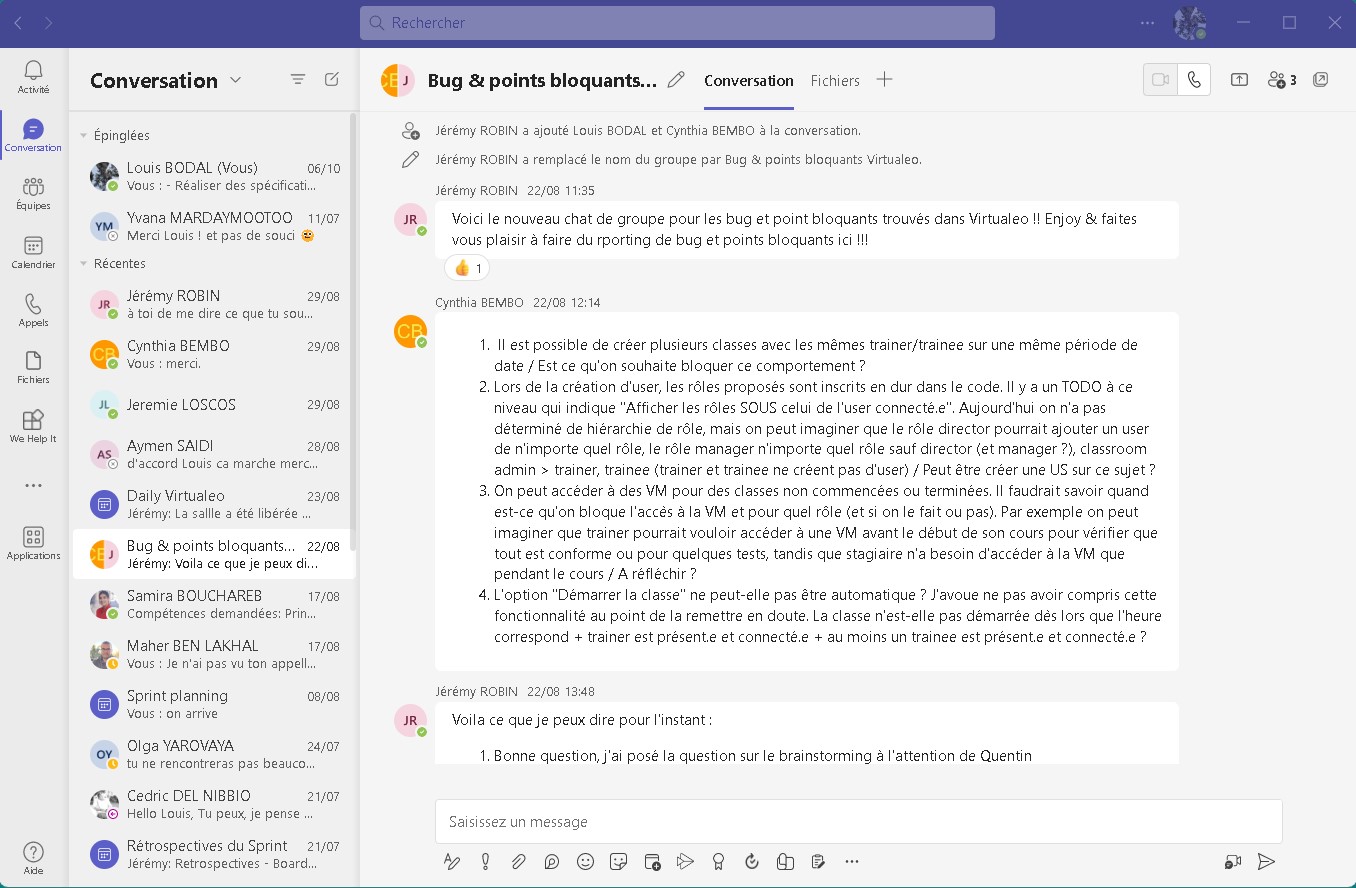 Rechercher
Activité
Conversation
Équipes
Calendrier
Appels
Fichiers
We Help It
Applications
Aide
Conversation
Épinglées
Louis BODAL (Vous) 06/10
Vous : - Réaliser des spécificati...
YM
Yvana MARDAYMOOTOO 11/07
Merci Louis ! et pas de souci
Récentes
JR
Jérémy ROBIN 29/08
à toi de me dire ce que tu sou...
CB
Cynthia BEMBO 29/08
Vous : merci.
JL
Jeremie LOSCOS 29/08
AS
Aymen SAIDI 28/08
d'accord Louis ca marche merc...
Daily Virtualeo 23/08
Jérémy: La sallle a été libérée ...
CB J
Bug & points bloquants... 22/08
Jérémy: Voila ce que je peux di...
Samira BOUCHAREB 17/08
Compétences demandées: Prin...
Maher BEN LAKHAL 17/08
Vous : Je n'ai pas vu ton appell...
Sprint planning 08/08
Vous : on arrive
OY
Olga YAROVAYA 24/07
tu ne rencontreras pas beauco...
Cedric DEL NIBBIO 21/07
Hello Louis, Tu peux, je pense ...
Rétrospectives du Sprint 21/07
Jérémy: Retrospectives - Board...
CB J
Bug & points bloquants... Conversation Fichiers 3
Jérémy ROBIN a ajouté Louis BODAL et Cynthia BEMBO à la conversation.
Jérémy ROBIN a remplacé le nom du groupe par Bug & points bloquants Virtualeo.
Jérémy ROBIN 22/08 11:35
JR
Voici le nouveau chat de groupe pour les bug et point bloquants trouvés dans Virtualeo !! Enjoy & faites
vous plaisir à faire du rporting de bug et points bloquants ici !!!
1
Cynthia BEMBO 22/08 12:14
CB
1. Il est possible de créer plusieurs classes avec les mêmes trainer/trainee sur une même période de
date / Est ce qu'on souhaite bloquer ce comportement ?
2. Lors de la création d'user, les rôles proposés sont inscrits en dur dans le code. Il y a un TODO à ce
niveau qui indique "Afficher les rôles SOUS celui de l'user connecté.e". Aujourd'hui on n'a pas
déterminé de hiérarchie de rôle, mais on peut imaginer que le rôle director pourrait ajouter un user
de n'importe quel rôle, le rôle manager n'importe quel rôle sauf director (et manager ?), classroom
admin > trainer, trainee (trainer et trainee ne créent pas d'user) / Peut être créer une US sur ce sujet ?
3. On peut accéder à des VM pour des classes non commencées ou terminées. Il faudrait savoir quand
est-ce qu'on bloque l'accés à la VM et pour quel rôle (et si on le fait ou pas). Par exemple on peut
imaginer que trainer pourrait vouloir accéder à une VM avant le début de son cours pour vérifier que
tout est conforme ou pour quelques tests, tandis que stagiaire n'a besoin d'accéder à la VM que
pendant le cours / A réfléchir ?
4. L'option "Démarrer la classe" ne peut-elle pas être automatique ? J'avoue ne pas avoir compris cette
fonctionnalité au point de la remettre en doute. La classe n'est-elle pas démarrée dès lors que l'heure
correspond + trainer est présent.e et connecté.e + au moins un trainee est présent.e et connecté.e ?
Jérémy ROBIN 22/08 13:48
JR
Voila ce que je peux dire pour l'instant :
1. Bonne question, j'ai posé la question sur le brainstorming à l'attention de Quentin
Saisissez un message